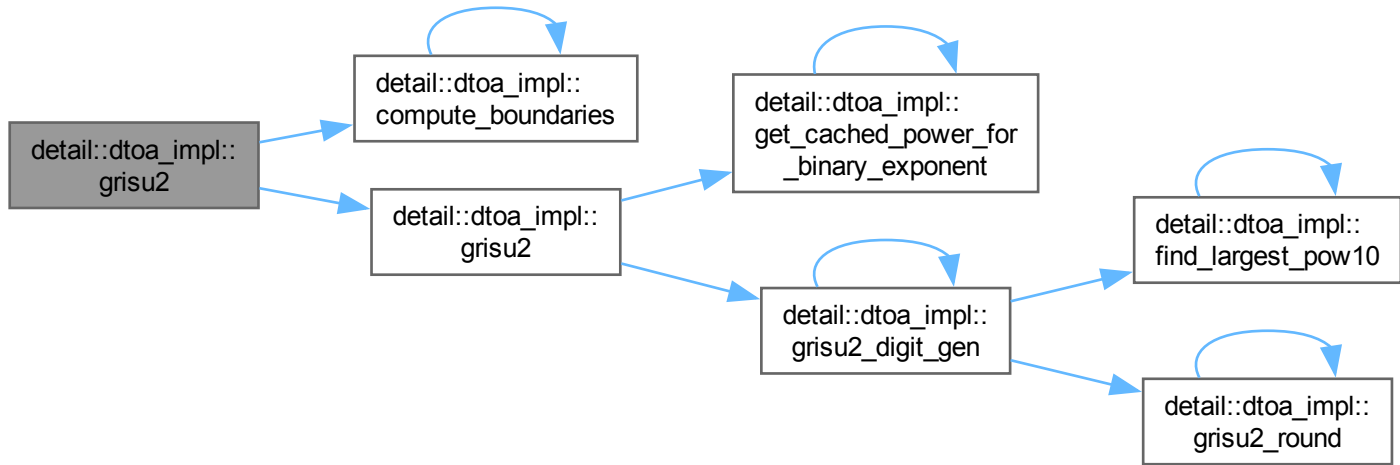 detail::dtoa_impl::
grisu2
detail::dtoa_impl::
compute_boundaries
detail::dtoa_impl::
grisu2
detail::dtoa_impl::
get_cached_power_for
_binary_exponent
detail::dtoa_impl::
grisu2_digit_gen
detail::dtoa_impl::
find_largest_pow10
detail::dtoa_impl::
grisu2_round